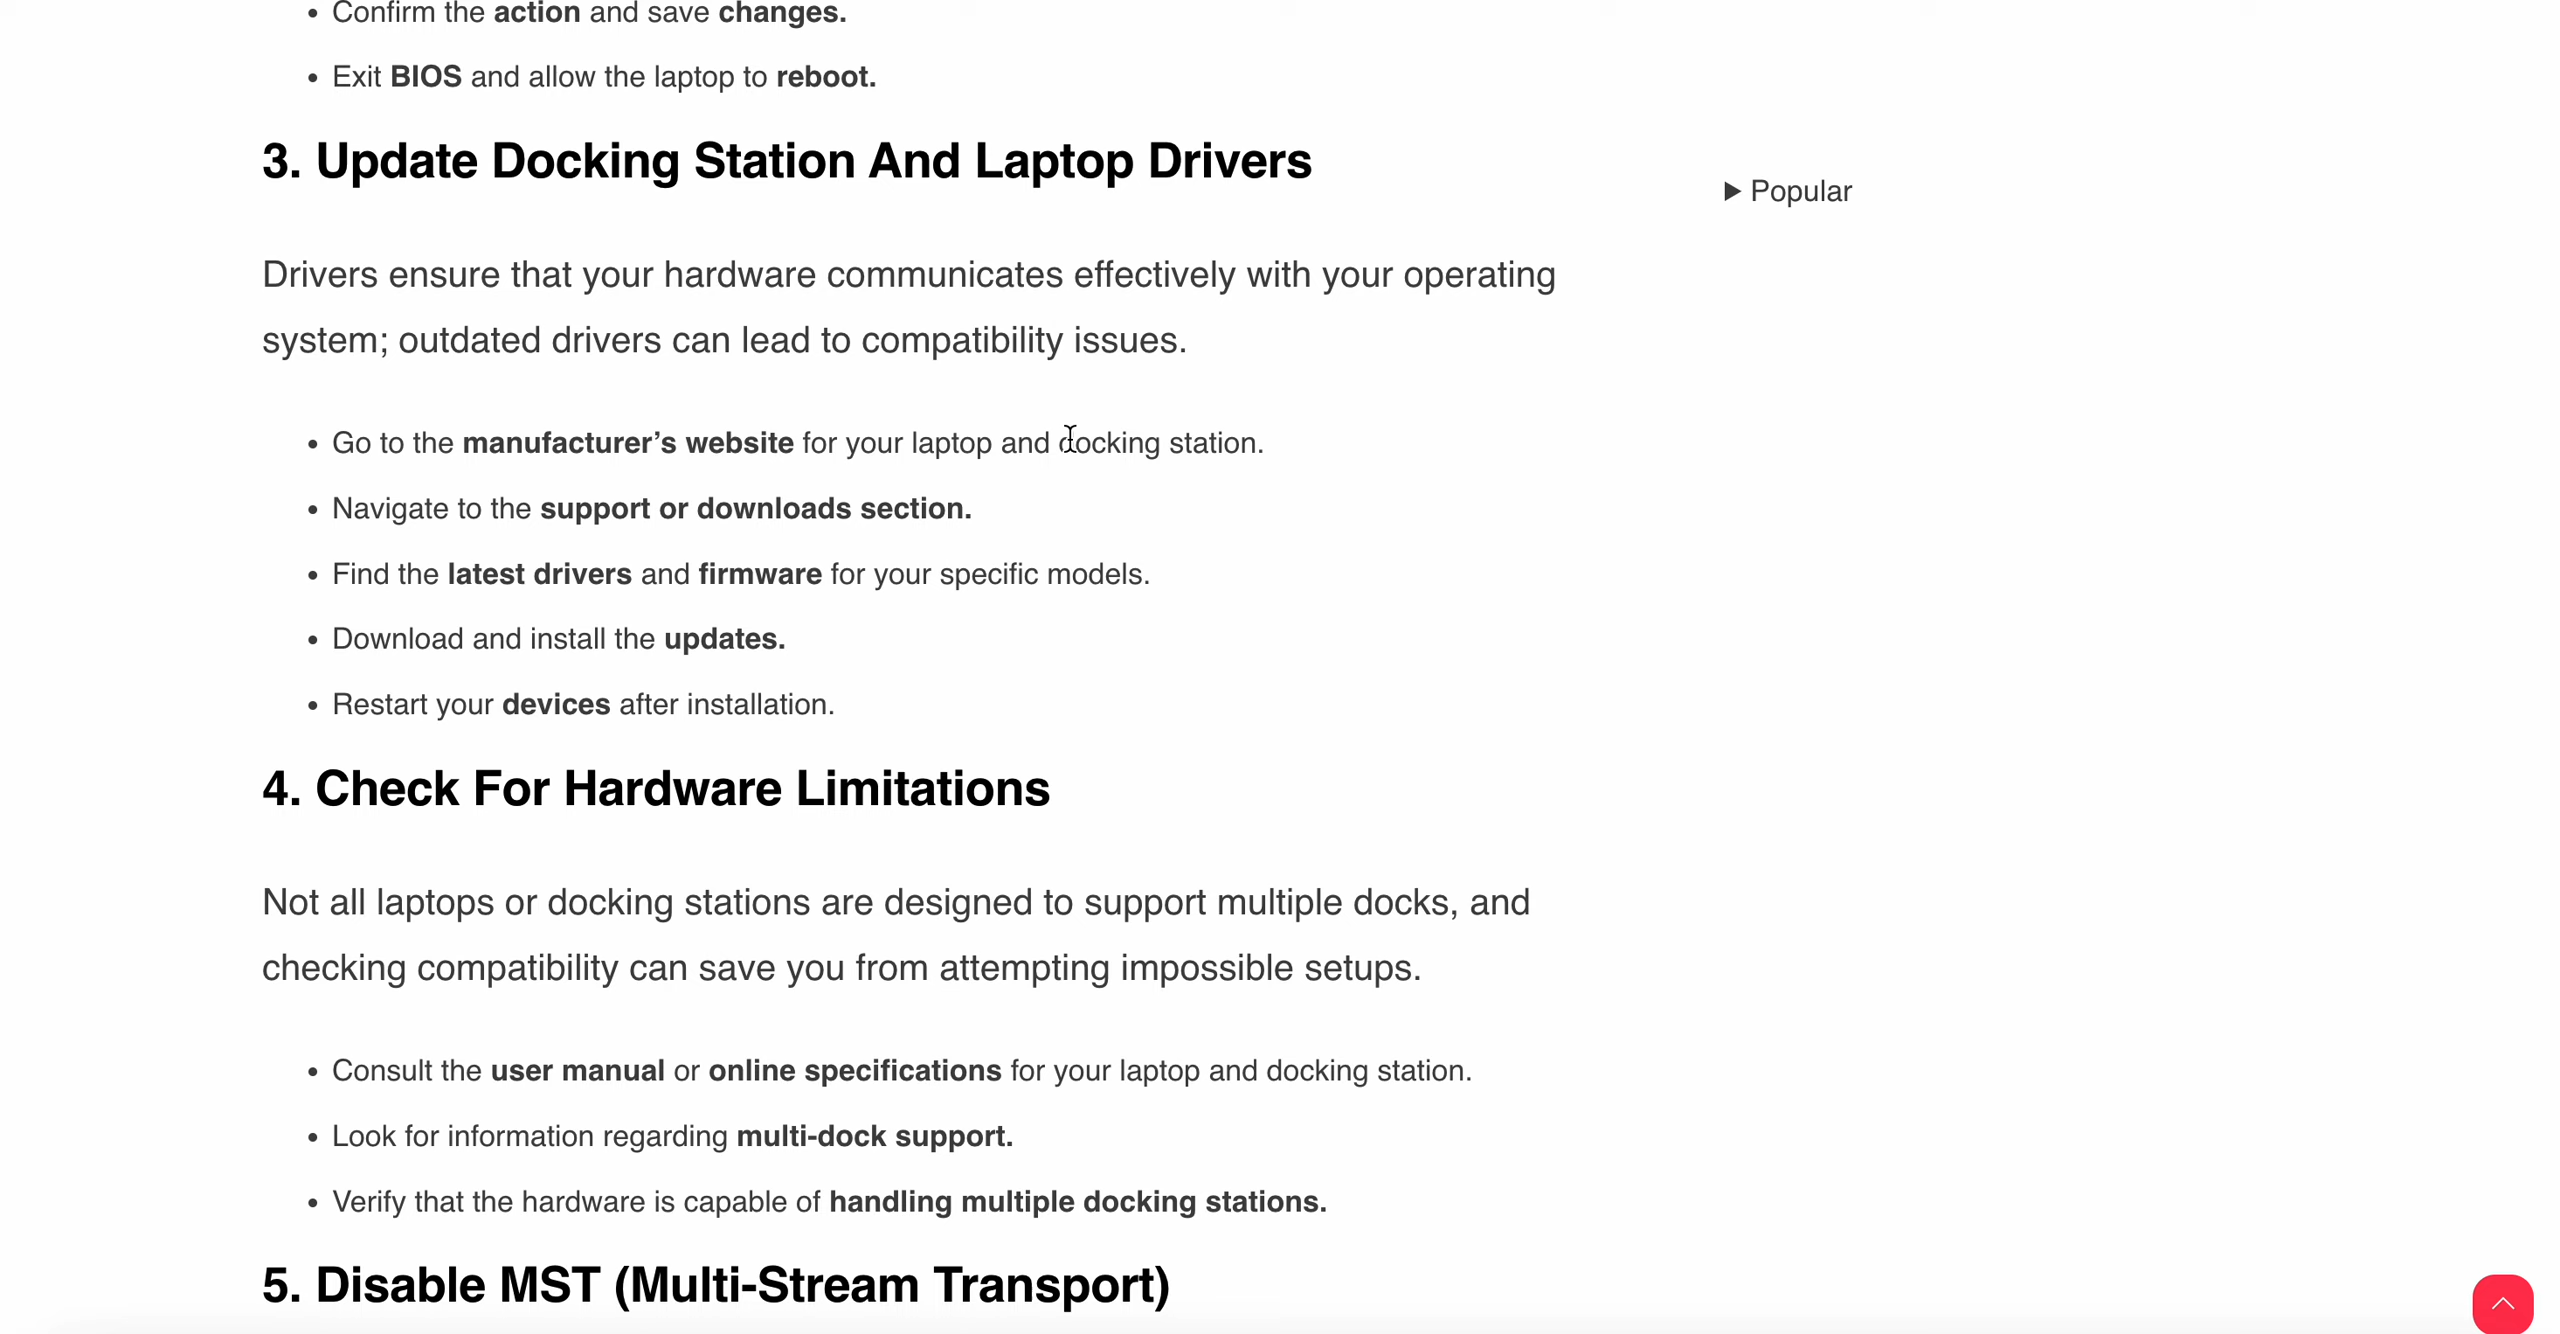 • Confirm the action and save changes.
• Exit BIOS and allow the laptop to reboot.
3. Update Docking Station And Laptop Drivers
▶ Popular
Drivers ensure that your hardware communicates effectively with your operating
system; outdated drivers can lead to compatibility issues.
• Go to the manufacturer’s website for your laptop and docking station.
• Navigate to the support or downloads section.
• Find the latest drivers and firmware for your specific models.
• Download and install the updates.
• Restart your devices after installation.
4. Check For Hardware Limitations
Not all laptops or docking stations are designed to support multiple docks, and
checking compatibility can save you from attempting impossible setups.
• Consult the user manual or online specifications for your laptop and docking station.
• Look for information regarding multi-dock support.
• Verify that the hardware is capable of handling multiple docking stations.
5. Disable MST (Multi-Stream Transport)